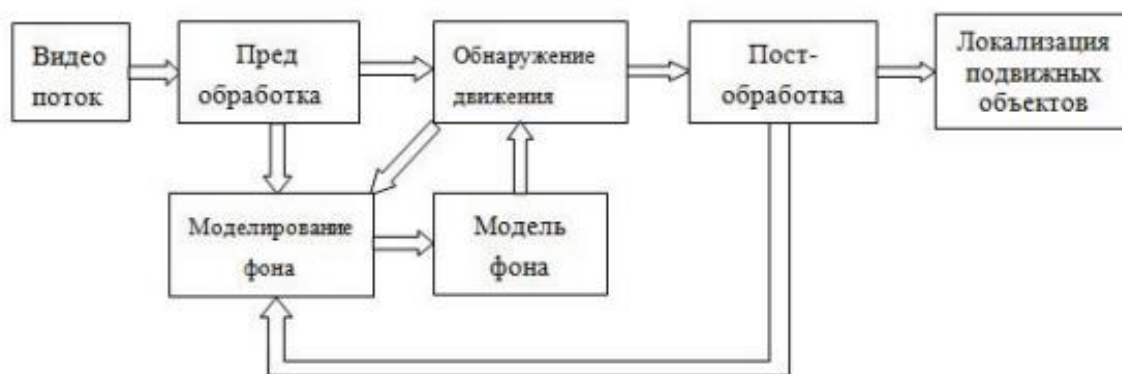 Видео
поток
Пред
обработка
Обнаружение
движения
Пост-
обработка
Локализация
подвижных
объектов
Моделирование
фона
Модель
фона